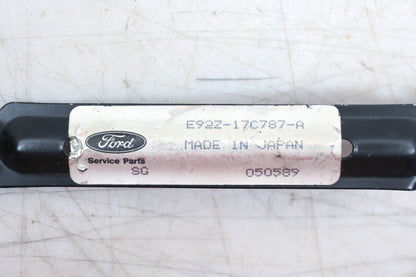 E92Z-17C787-A
Ford
MADE IN JAPAN
Service Parts
SG 050589